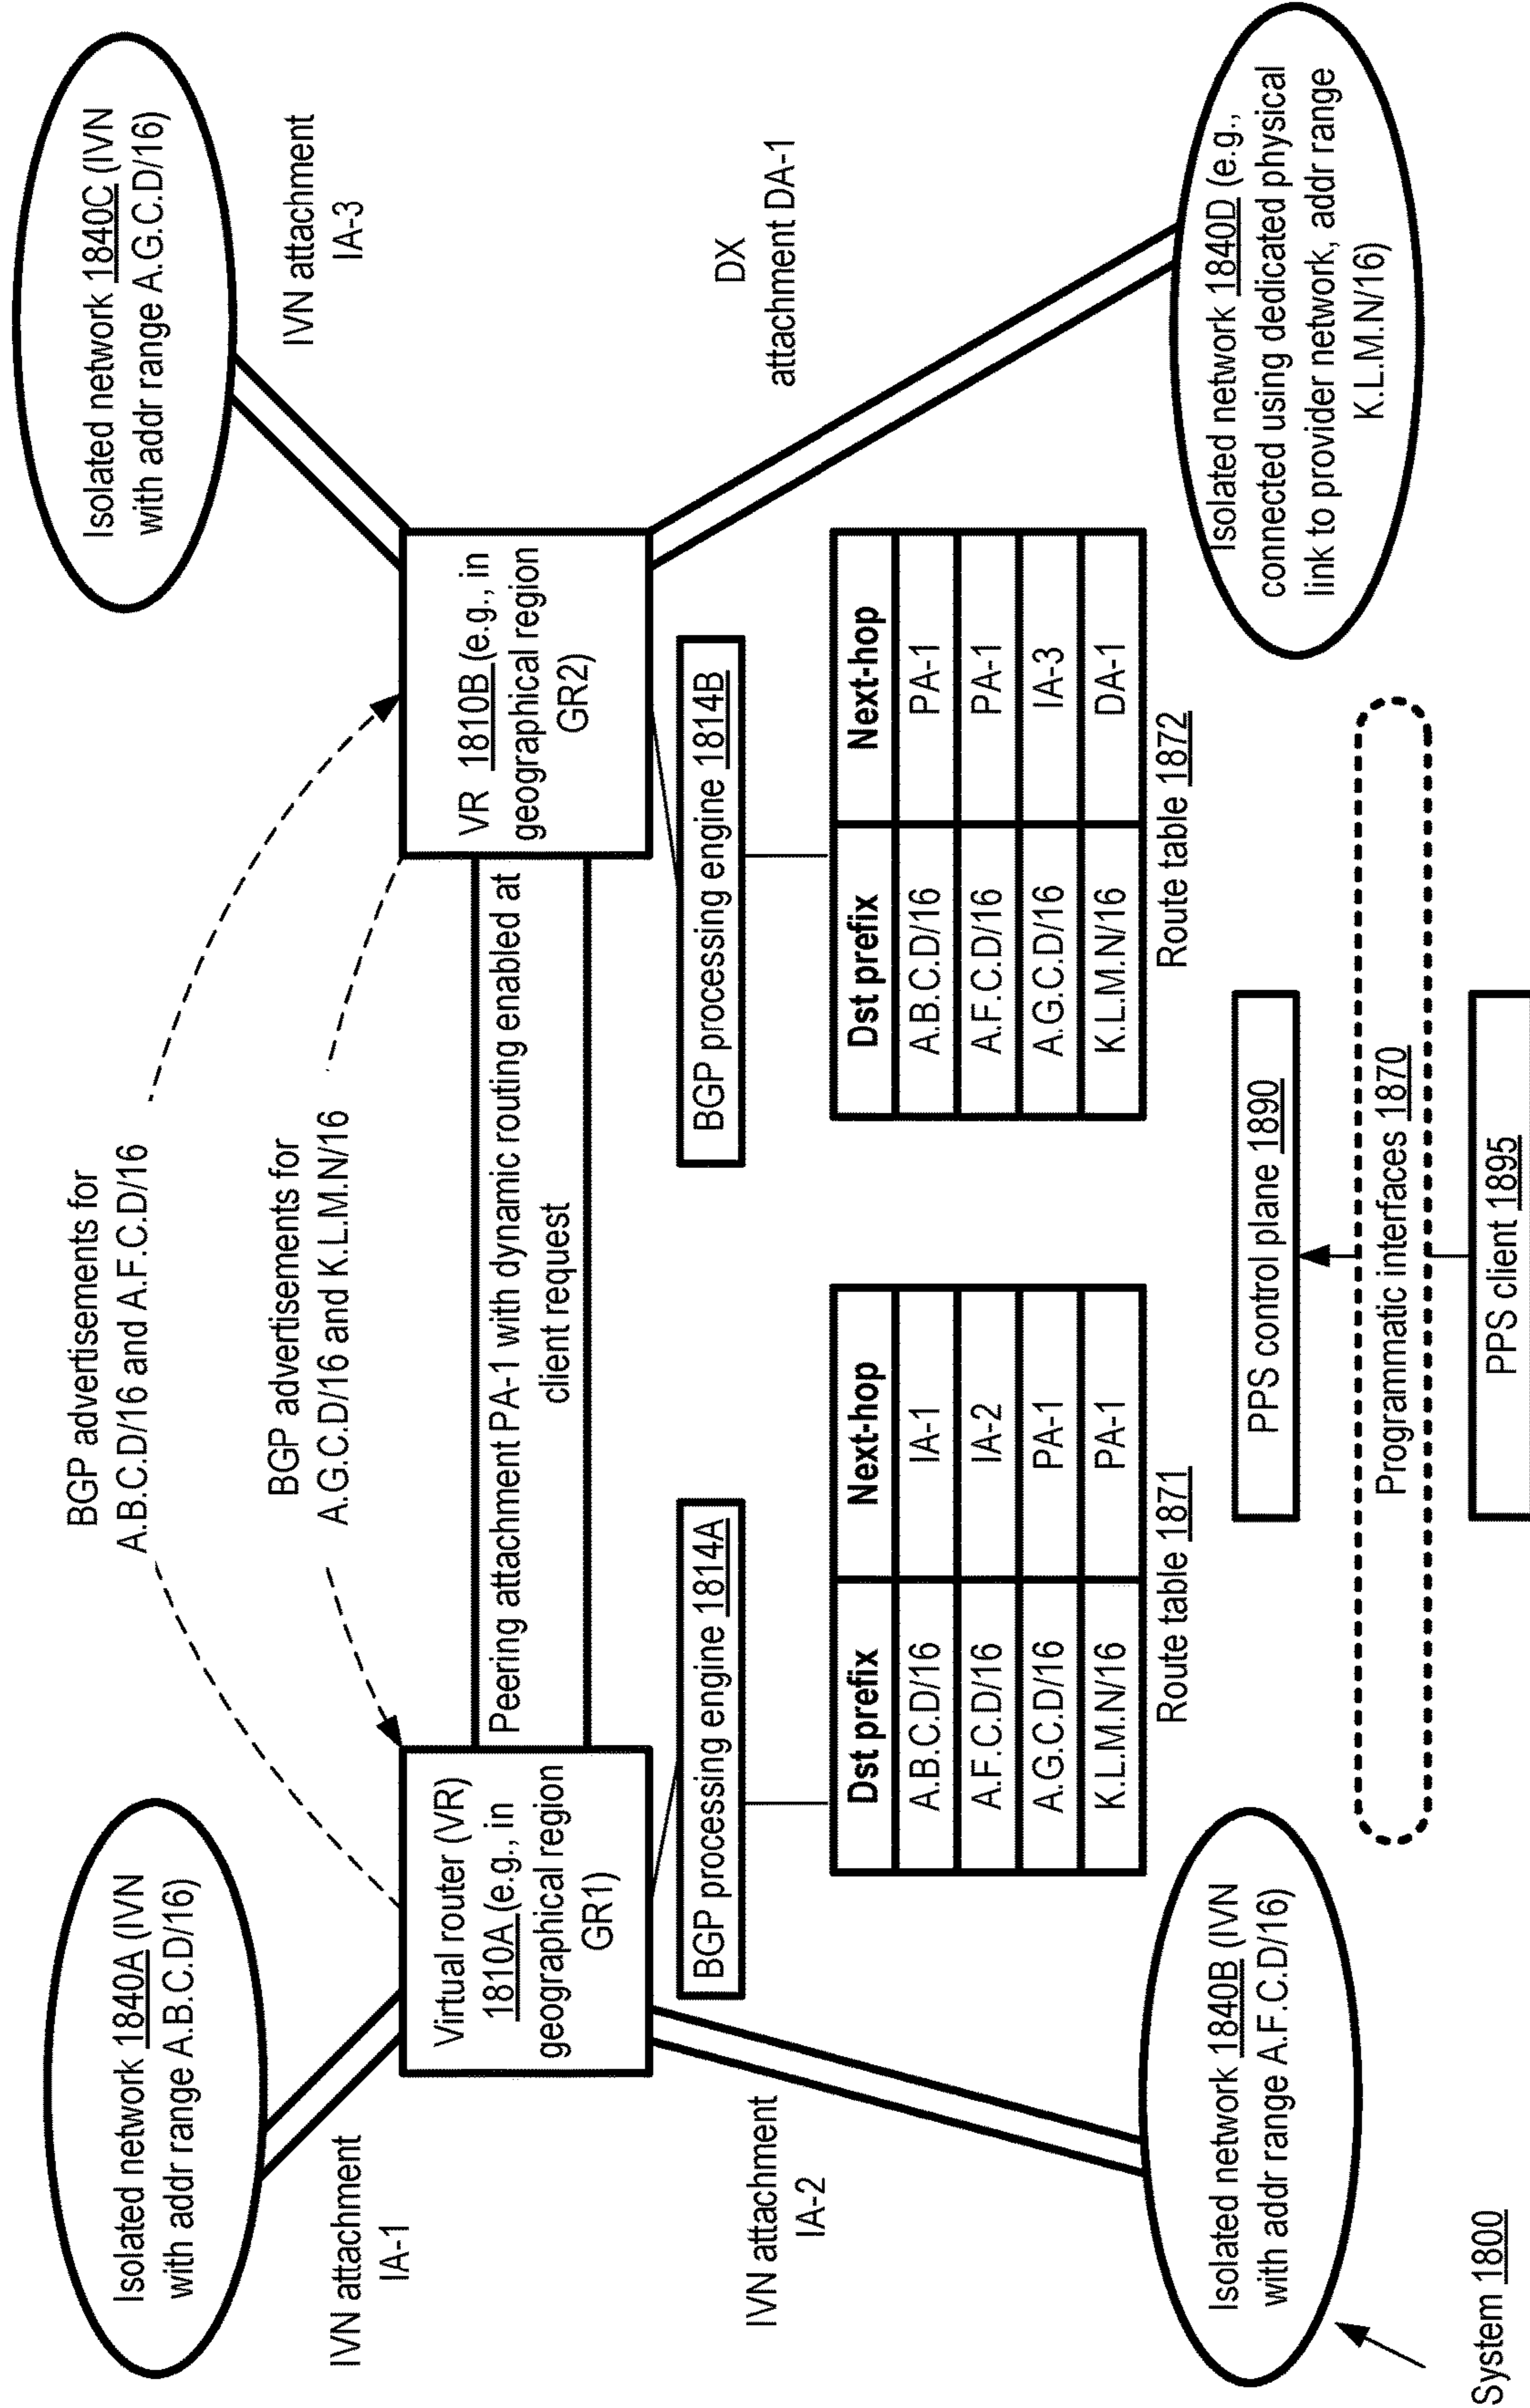 Isolated network 1840A (IVN
with addr range A.B.C.D/16)
BGP advertisements for
A.B.C.D/16 and A.F.C.D/16
Isolated network 1840C (IVN
with addr range A.G.C.D/16)
IVN attachment
IA-1
BGP advertisements for
A.G.C.D/16 and K.L.M.N/16
IVN attachment
IA-3
Virtual router (VR)
1810A (e.g., in
geographical region
GR1)
Peering attachment PA-1 with dynamic routing enabled at
client request
VR 1810B (e.g., in
geographical region
GR2)
IVN attachment
IA-2
BGP processing engine 1814A
BGP processing engine 1814B
DX
attachment DA-1
Dst prefix Next-hop
A.B.C.D/16 IA-1
A.F.C.D/16 IA-2
A.G.C.D/16 PA-1
K.L.M.N/16 PA-1
Route table 1871
Dst prefix Next-hop
A.B.C.D/16 PA-1
A.F.C.D/16 PA-1
A.G.C.D/16 IA-3
K.L.M.N/16 DA-1
Route table 1872
Isolated network 1840B (IVN
with addr range A.F.C.D/16)
PPS control plane 1890
Isolated network 1840D (e.g.,
connected using dedicated physical
link to provider network, addr range
K.L.M.N/16)
Programmatic interfaces 1870
PPS client 1895
System 1800